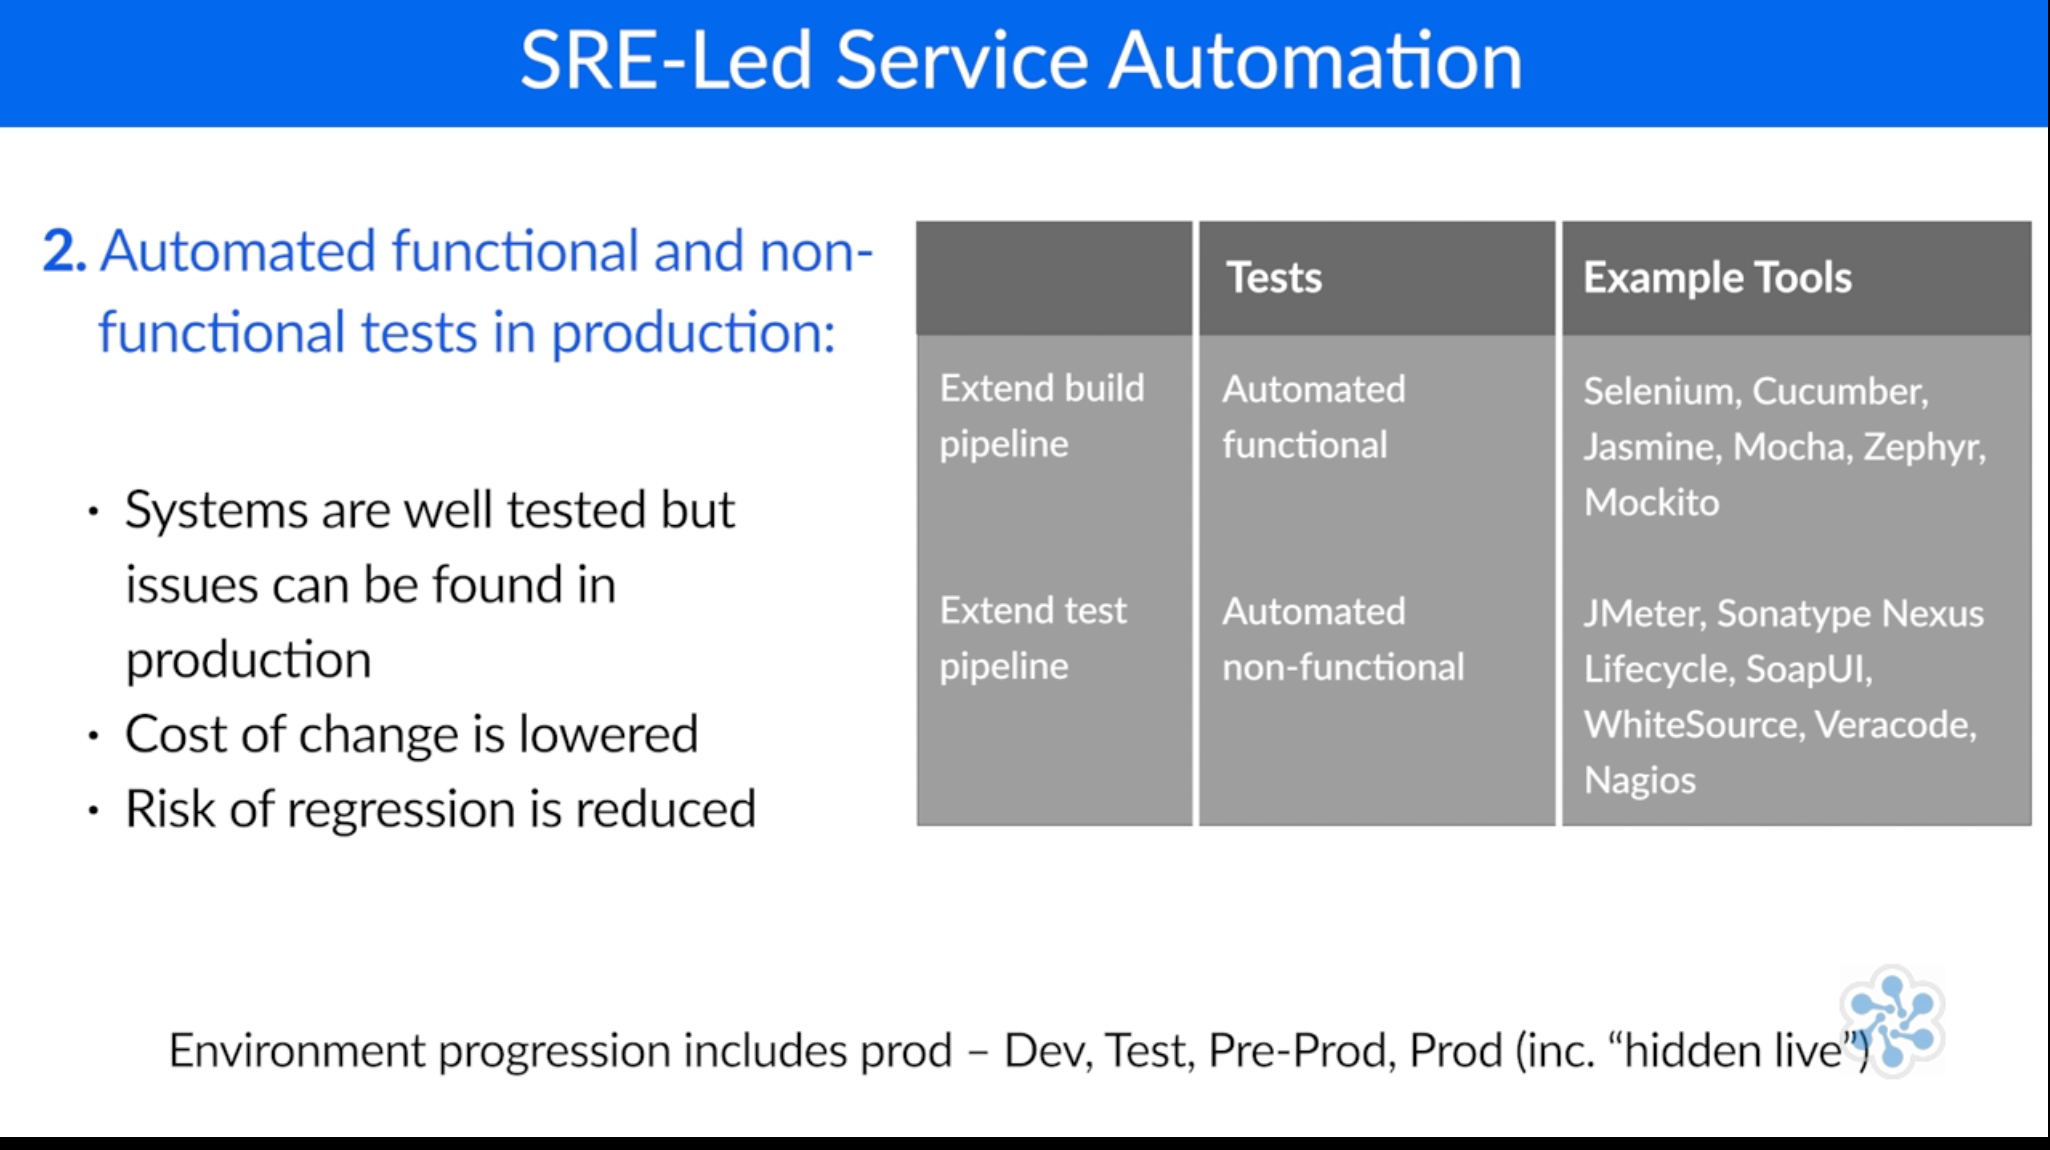 SRE-Led Service Automation
2. Automated functional and non-
functional tests in production:
· Systems are well tested but
issues can be found in
production
· Cost of change is lowered
· Risk of regression is reduced
Tests
Example Tools
Extend build
pipeline
Automated
functional
Selenium, Cucumber,
Jasmine, Mocha, Zephyr,
Mockito
Extend test
pipeline
Automated
non-functional
JMeter, Sonatype Nexus
Lifecycle, SoapUI,
WhiteSource, Veracode,
Nagios
Environment progression includes prod – Dev, Test, Pre-Prod, Prod (inc. “hidden live”)